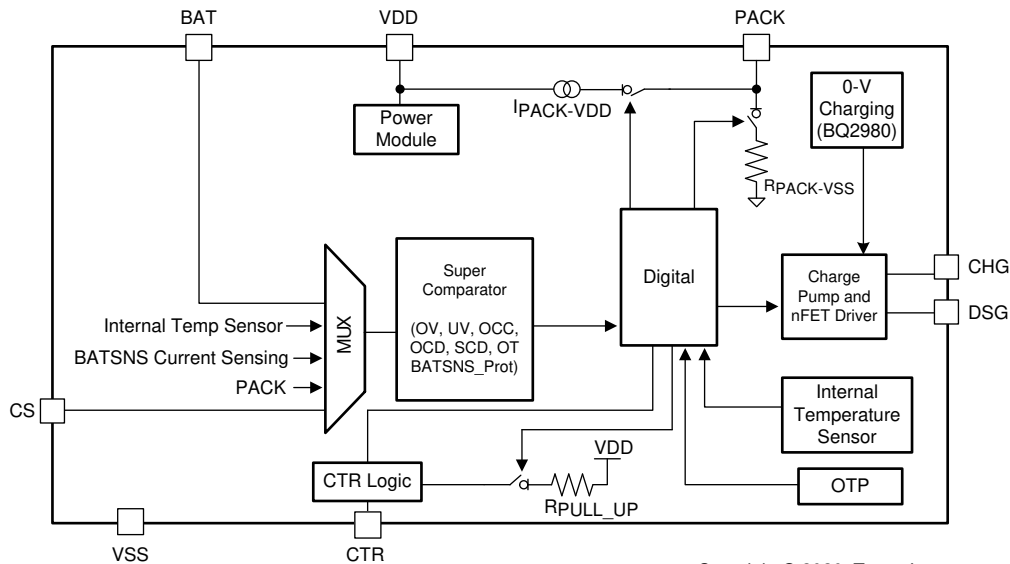 BAT
VDD
PACK
0-V
Charging
(BQ2980)
IPACK-VDD
Power
Module
RPACK-VSS
Super
Comparator
(OV, UV, OCC,
OCD, SCD, OT
BATSNS_Prot)
Digital
Charge
Pump and
nFET Driver
CHG
DSG
MUX
Internal Temp Sensor
BATSNS Current Sensing
PACK
CS
Internal
Temperature
Sensor
VDD
CTR Logic
RPULL_UP
OTP
VSS
CTR